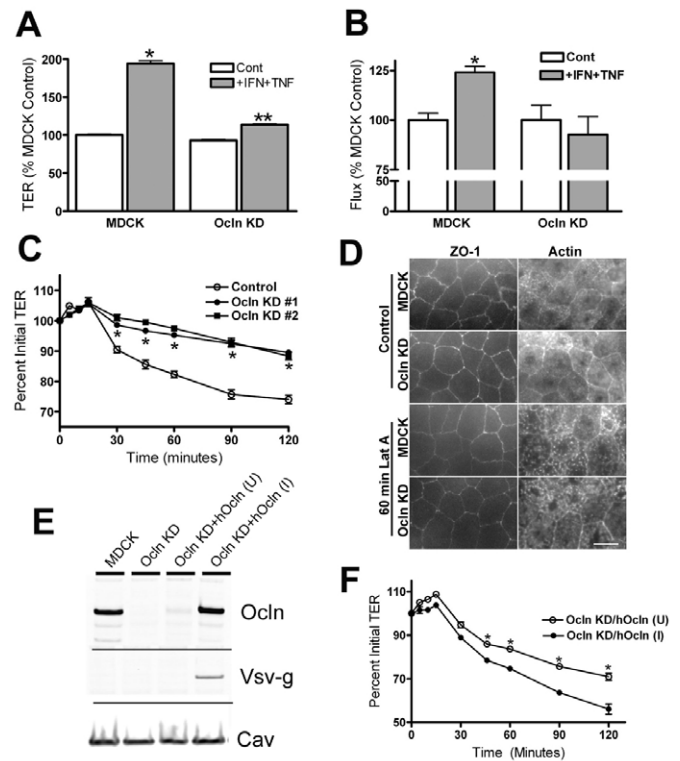 A
TER (% MDCK Control)
200
150
100
50
0
*
**
Cont
+IFN+TNF
MDCK
Ocln KD
B
Flux (% MDCK Control)
125
100
75
50
0
*
Cont
+IFN+TNF
MDCK
Ocln KD
C
Percent Initial TER
110
100
90
80
70
Control
Ocln KD #1
Ocln KD #2
* * * * *
0 30 60 90 120
Time (minutes)
D
ZO-1 Actin
Control
MDCK
Ocln KD
60 min Lat A
MDCK
Ocln KD
E
MDCK
Ocln KD
Ocln KD+hOcln (U)
Ocln KD+hOcln (I)
Ocln
Vsv-g
Cav
F
Percent Initial TER
110
90
70
50
Ocln KD/hOcln (U)
Ocln KD/hOcln (I)
* * * *
0 30 60 90 120
Time (Minutes)